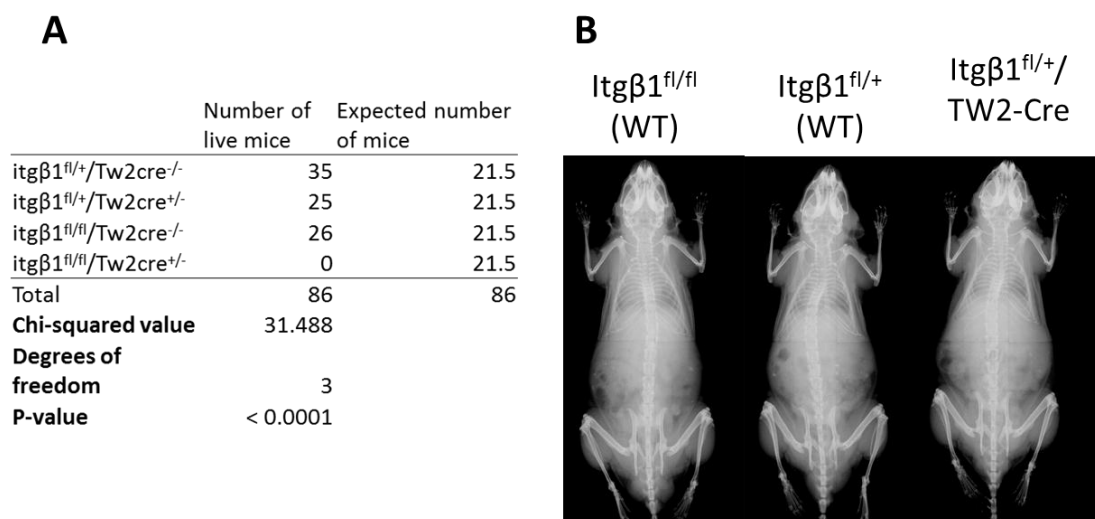 A
Number of live mice Expected number of mice
itgβ1fl/+/Tw2cre-/- 35 21.5
itgβ1fl/+/Tw2cre+/- 25 21.5
itgβ1fl/fl/Tw2cre-/- 26 21.5
itgβ1fl/fl/Tw2cre+/- 0 21.5
Total 86 86
Chi-squared value 31.488
Degrees of freedom 3
P-value < 0.0001
B
Itgβ1fl/fl
(WT)
Itgβ1fl/+
(WT)
Itgβ1fl/+/
TW2-Cre